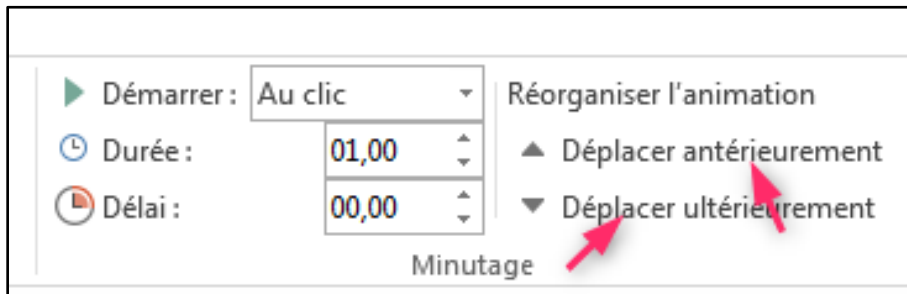 Démarrer : Au clic Réorganiser l'animation
Durée : 01,00 Déplacer antérieurement
Délai : 00,00 Déplacer ultérieurement
Minutage